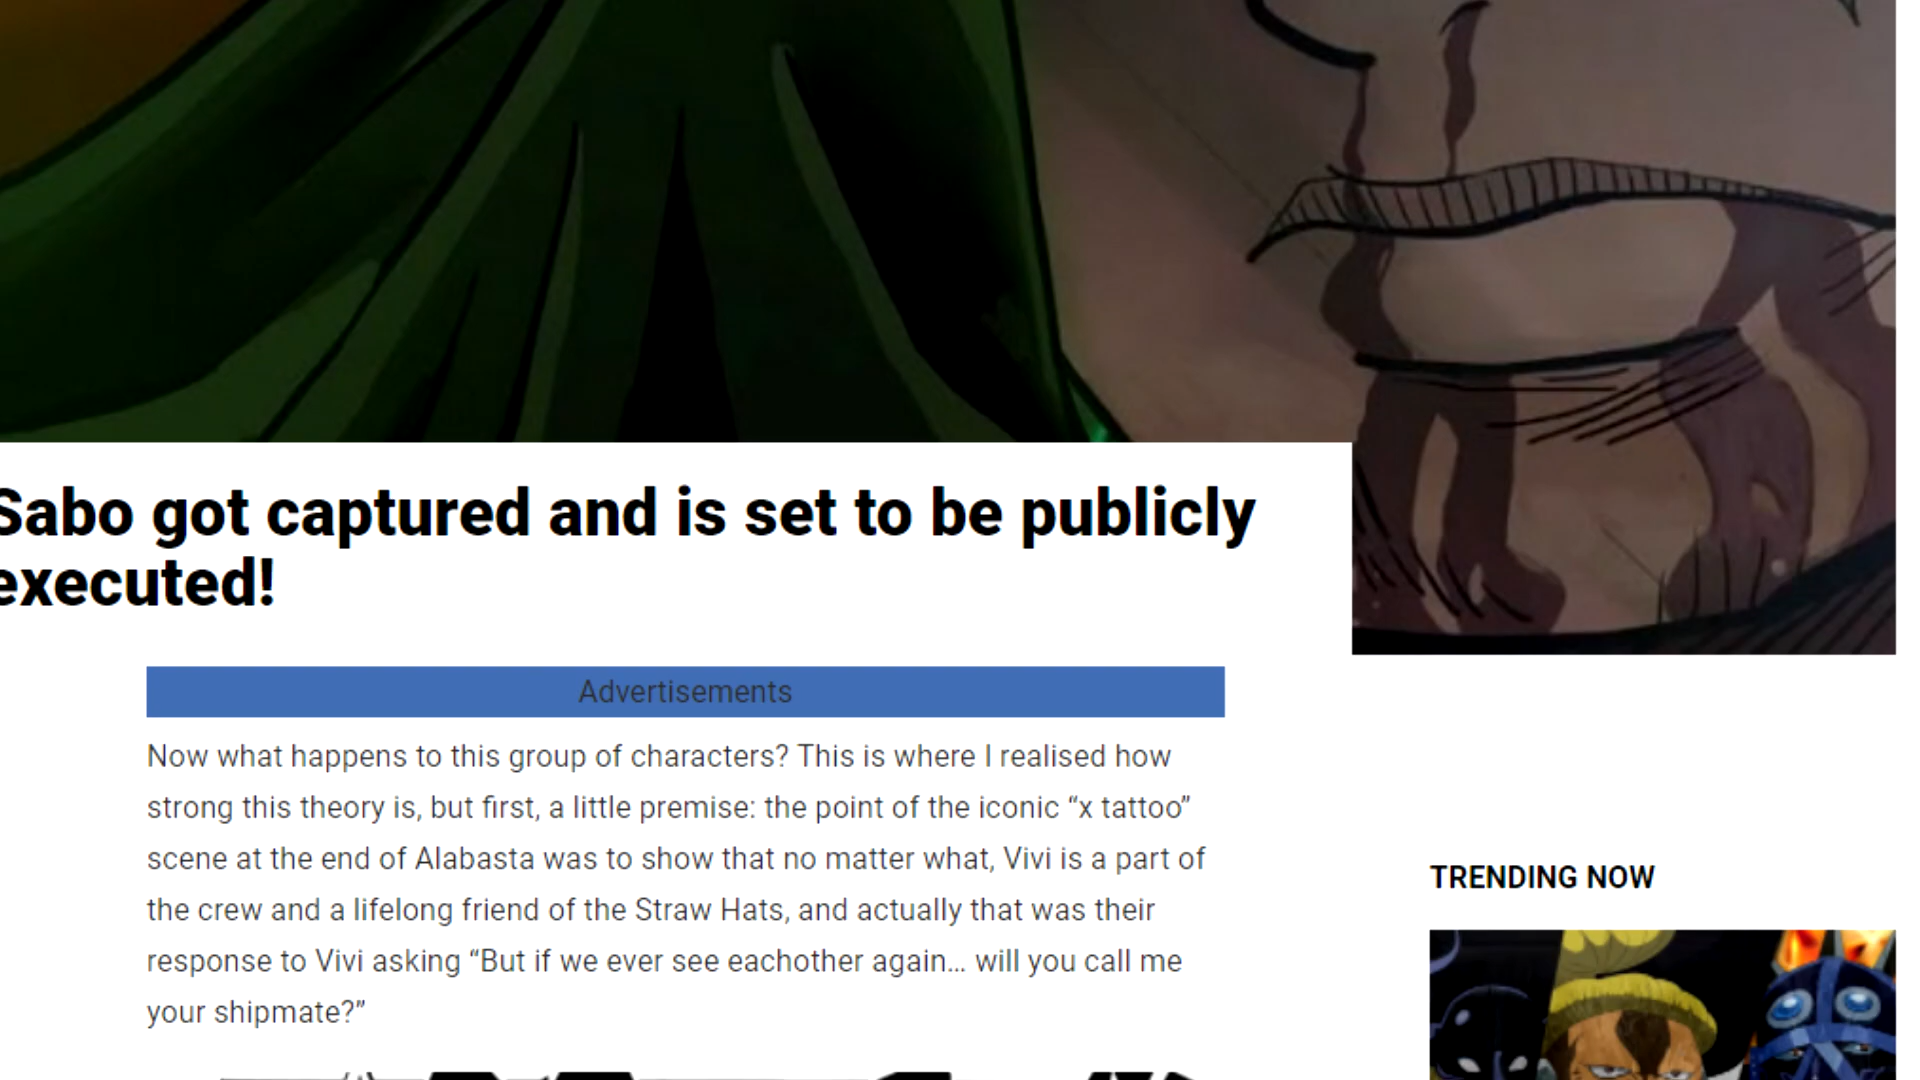 Sabo got captured and is set to be publicly
executed!
Advertisements
Now what happens to this group of characters? This is where I realised how
strong this theory is, but first, a little premise: the point of the iconic “x tattoo”
scene at the end of Alabasta was to show that no matter what, Vivi is a part of
the crew and a lifelong friend of the Straw Hats, and actually that was their
response to Vivi asking “But if we ever see eachother again… will you call me
your shipmate?”
TRENDING NOW